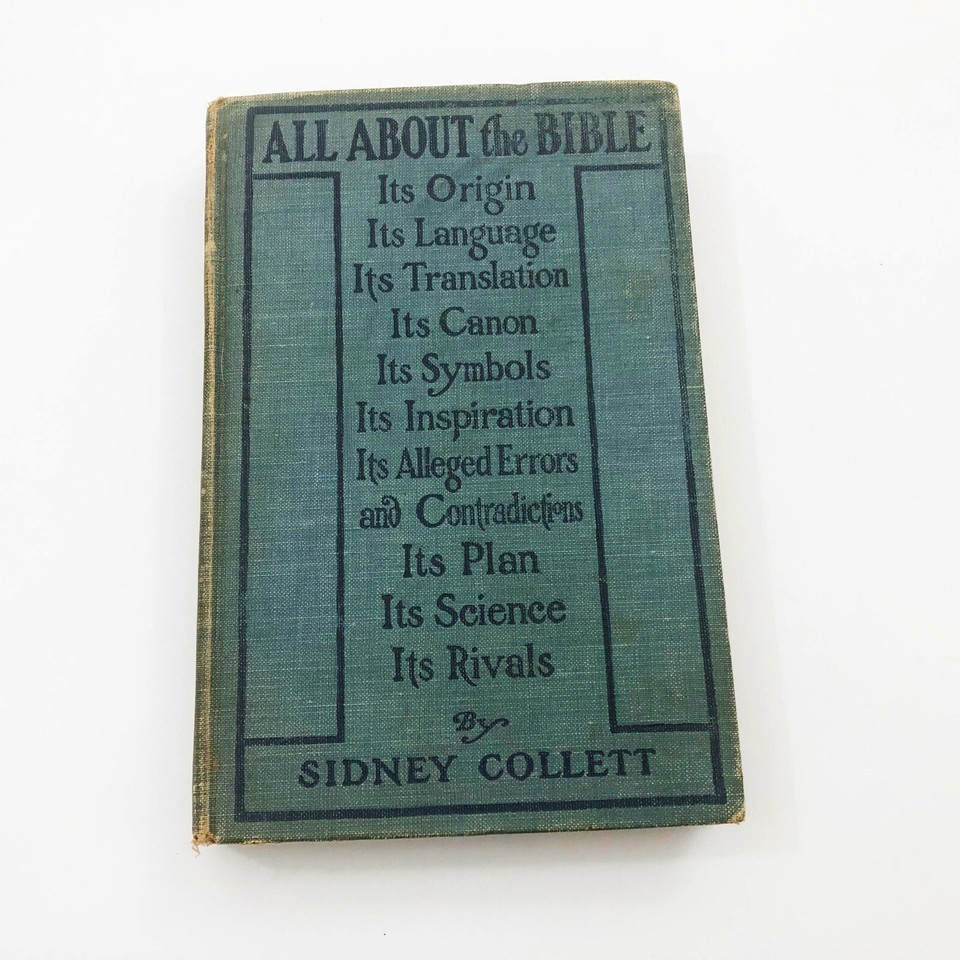 ALL ABOUT the BIBLE
Its Origin
Its Language
Its Translation
Its Canon
Its Symbols
Its Inspiration
Its Alleged Errors
and Contradictions
Its Plan
Its Science
Its Rivals
By
SIDNEY COLLETT